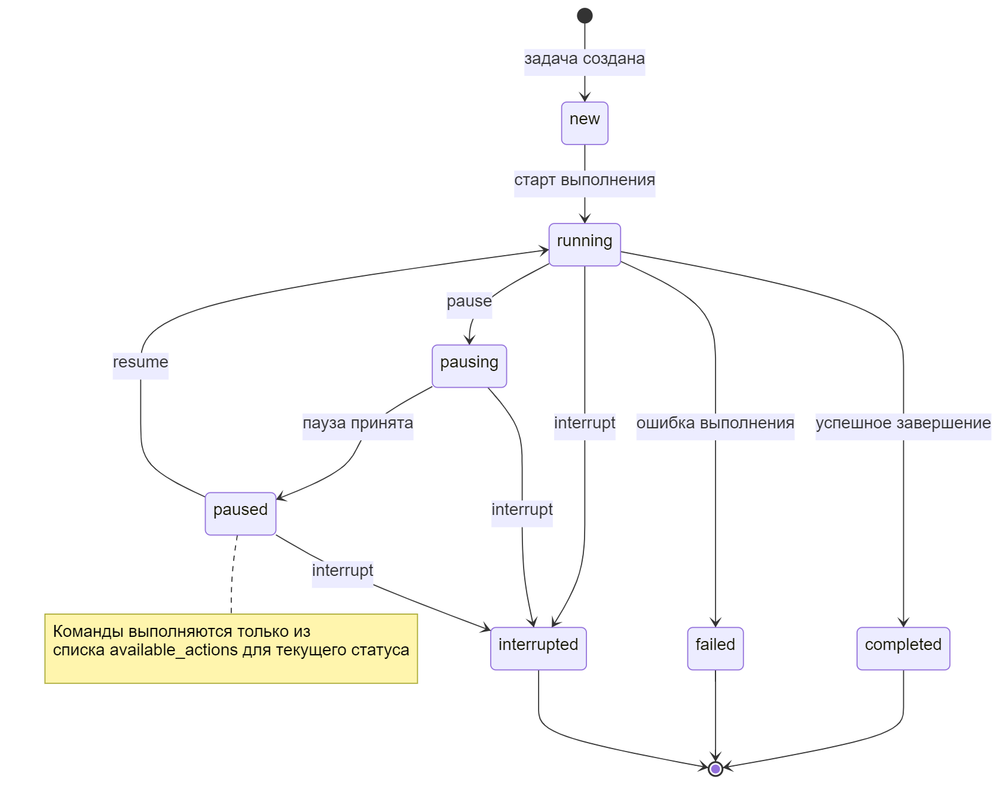 задача создана
new
старт выполнения
running
pause
resume
pausing
пауза принята
interrupt
ошибка выполнения
успешное завершение
paused
interrupt
interrupt
Команды выполняются только из
списка available_actions для текущего статуса
interrupted
failed
completed